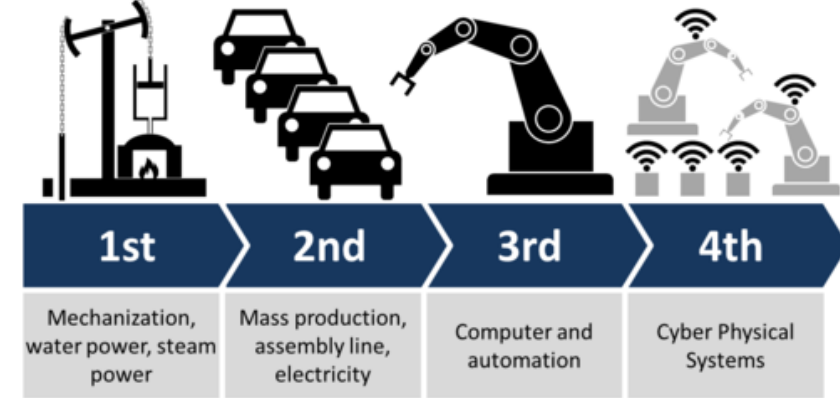 1st
2nd
3rd
4th
Mechanization,
water power, steam
power
Mass production,
assembly line,
electricity
Computer and
automation
Cyber Physical
Systems